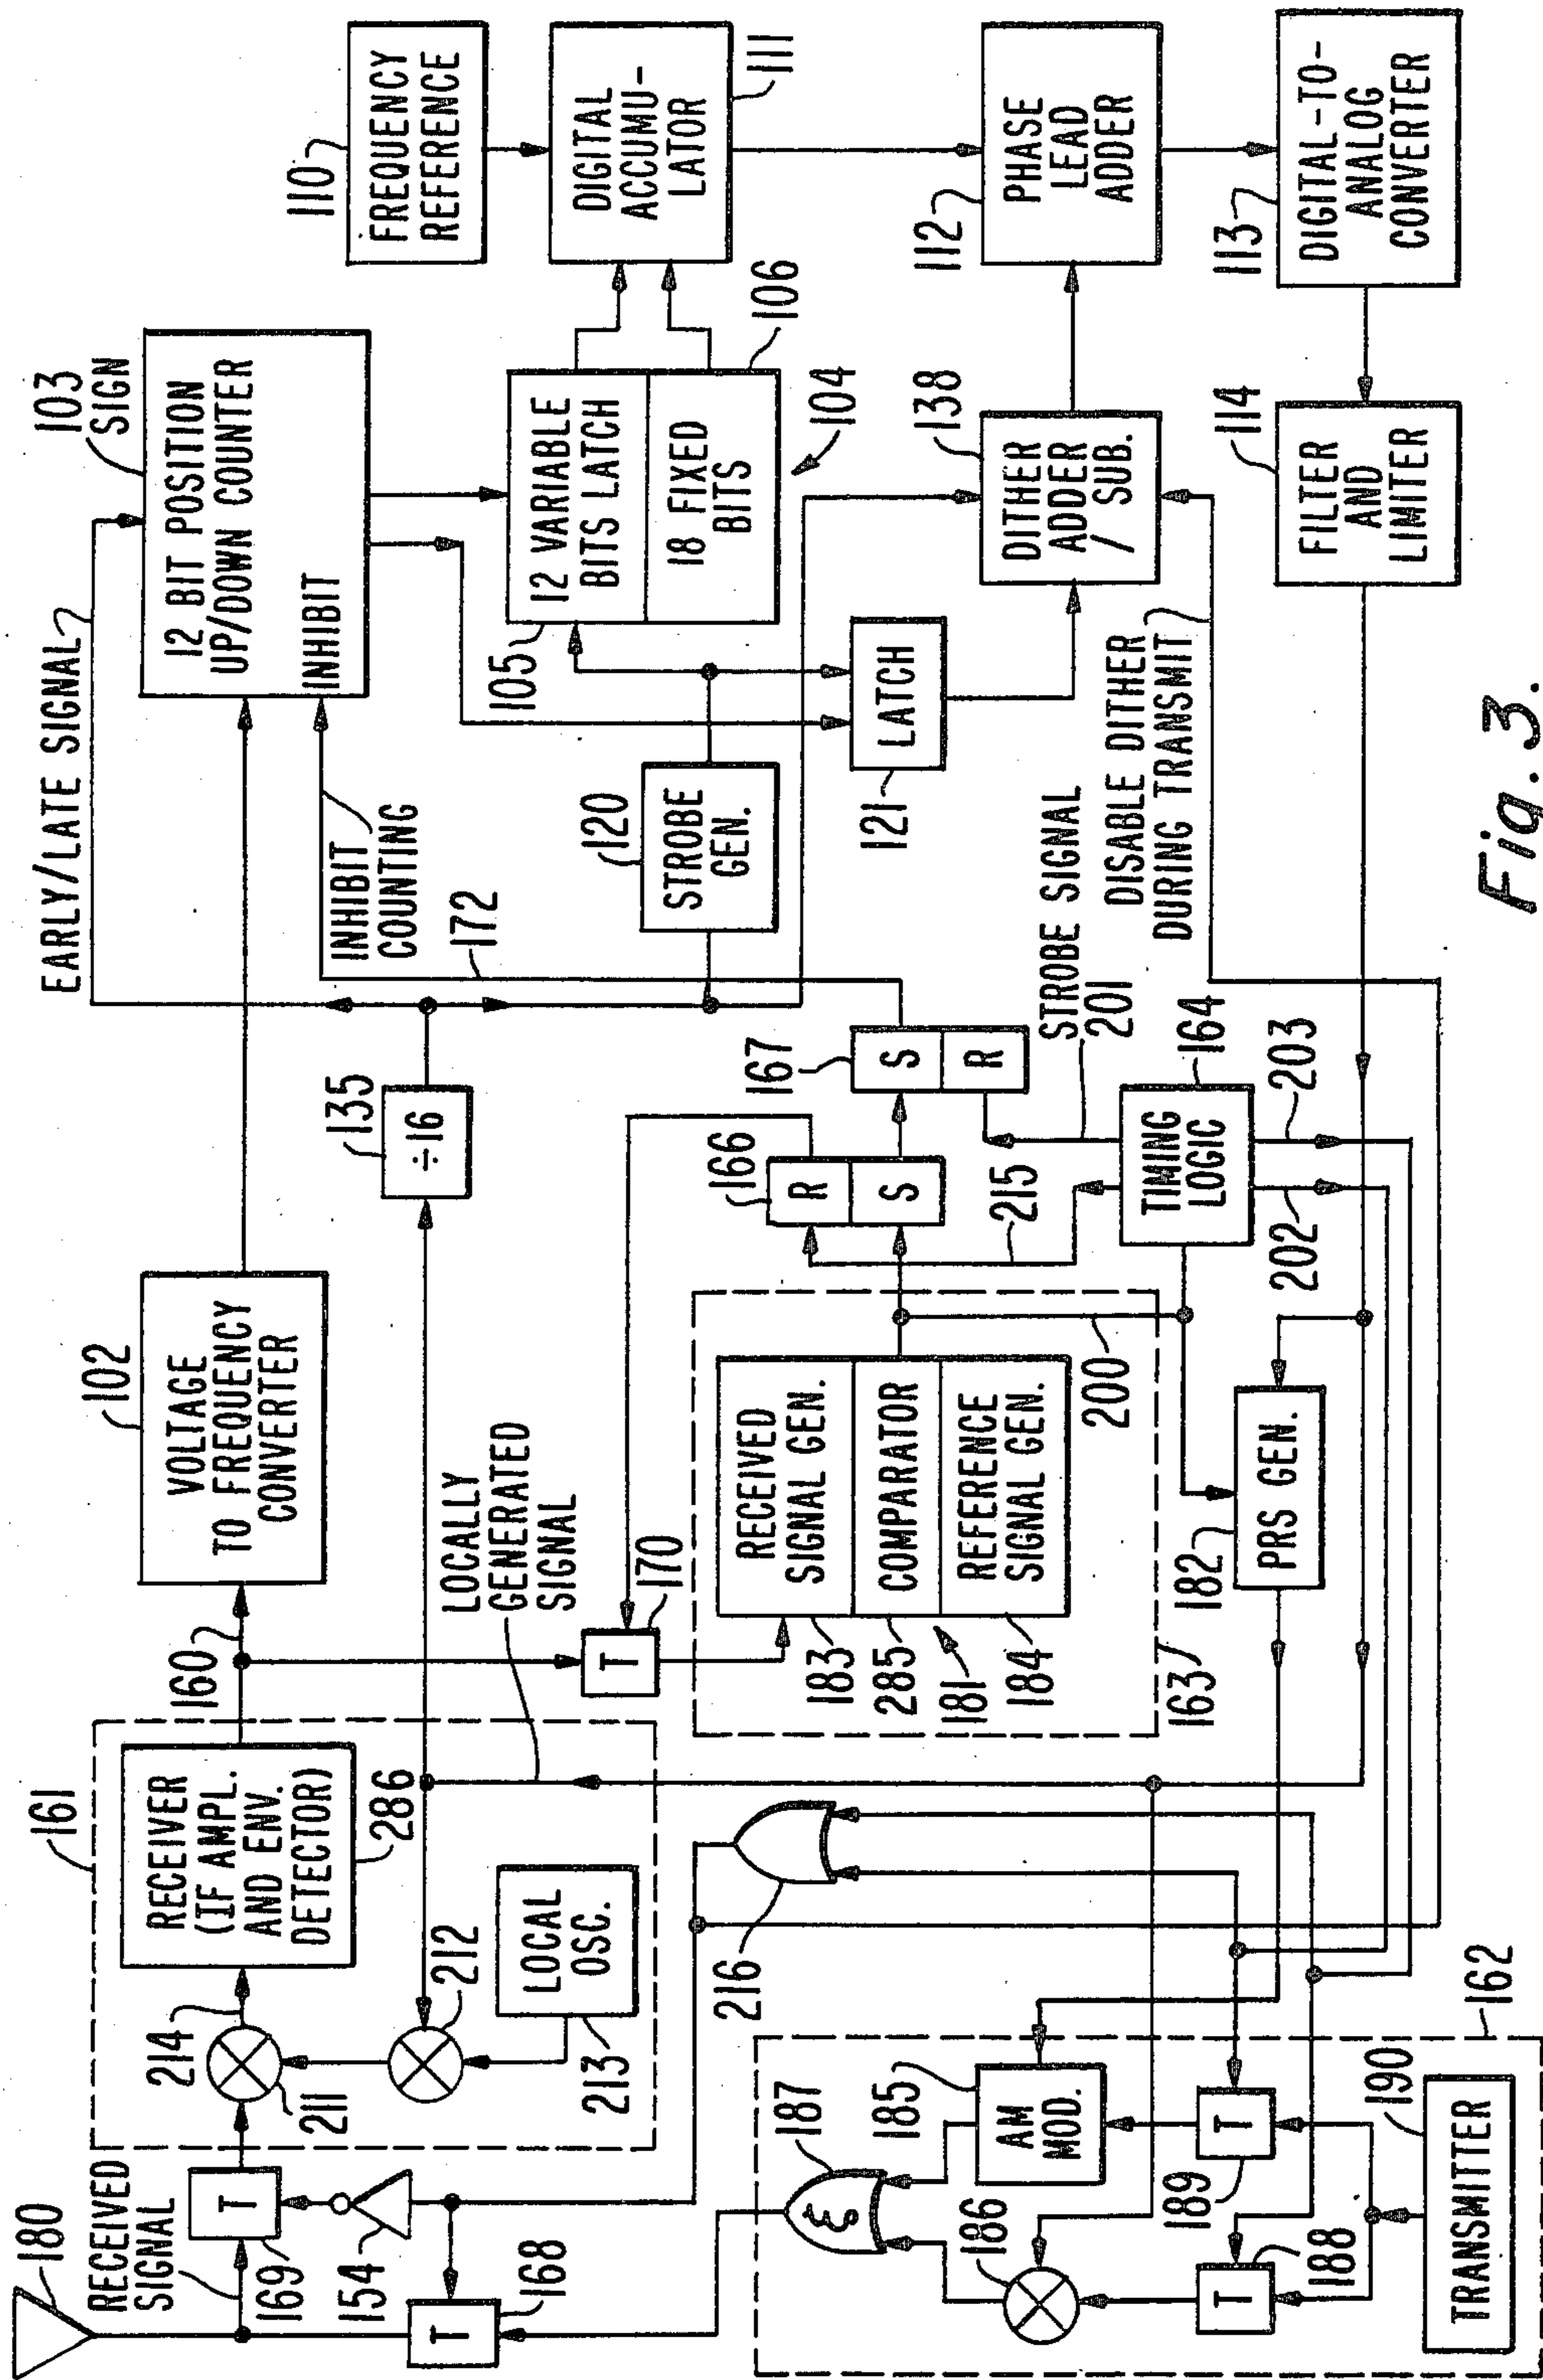 180
RECEIVED
SIGNAL
T
169
154
T
168
161
214
211
RECEIVER
(IF AMPL.
AND ENV.
DETECTOR)
286
212
LOCAL
OSC.
213
160
102
VOLTAGE
TO FREQUENCY
CONVERTER
LOCALLY
GENERATED
SIGNAL
T
170
135
÷16
EARLY/LATE SIGNAL
INHIBIT
COUNTING
172
103
SIGN
12 BIT POSITION
UP/DOWN COUNTER
INHIBIT
110
FREQUENCY
REFERENCE
DIGITAL
ACCUMU-
LATOR
111
105
12 VARIABLE
BITS LATCH
18 FIXED
BITS
106
104
120
STROBE
GEN.
LATCH
121
138
DITHER
ADDER
/ SUB.
112
PHASE
LEAD
ADDER
113
DIGITAL-TO-
ANALOG
CONVERTER
114
FILTER
AND
LIMITER
DISABLE DITHER
DURING TRANSMIT
STROBE SIGNAL
201
167
S
R
166
R
S
215
TIMING
LOGIC
164
203
202
RECEIVED
SIGNAL GEN.
COMPARATOR
REFERENCE
SIGNAL GEN.
183
285
181
184
163
200
182
PRS GEN.
216
162
187
ξ
185
AM
MOD.
186
T
189
T
188
190
TRANSMITTER
Fig. 3.